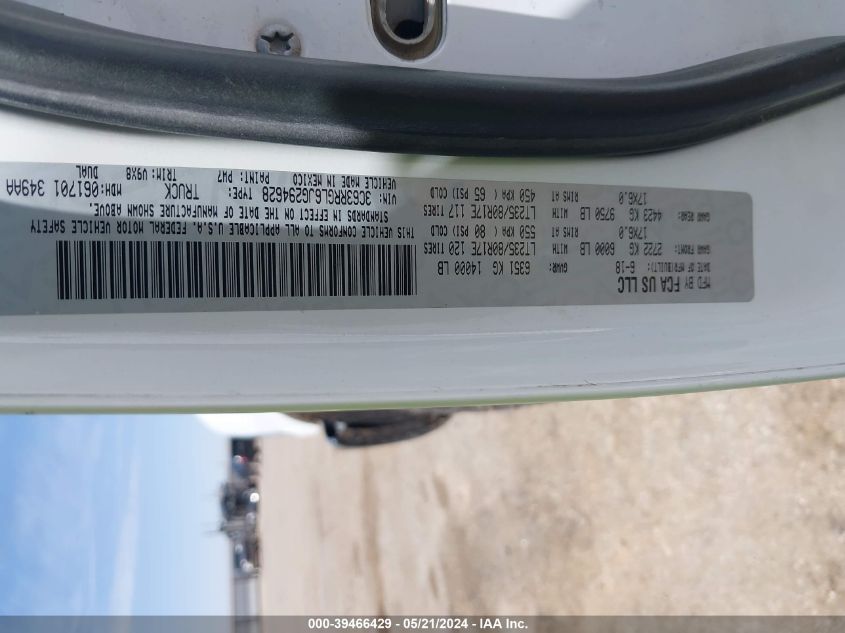 MFD BY FCA US LLC
DATE OF MFR(BUILT): 6-18 GVWR: 6351 KG 14000 LB
GAWR FRONT: 2722 KG 6000 LB LT235/80R17E 120 TIRES
17X6.0 RIMS AT 550 KPA ( 80 PSI) COLD
GAWR REAR: 4423 KG 9750 LB WITH LT235/80R17E 117 TIRES
17X6.0 RIMS AT 450 KPA ( 65 PSI) COLD
THIS VEHICLE CONFORMS TO ALL APPLICABLE U.S.A. FEDERAL MOTOR VEHICLE SAFETY
STANDARDS IN EFFECT ON THE DATE OF MANUFACTURE SHOWN ABOVE.
VIN: 3C63RRGL6JG294628 TYPE: TRUCK MDH: 061701 349AA
DUAL
VEHICLE MADE IN MEXICO PAINT: PW7 TRIM: V9X8
000-39466429 - 05/21/2024 - IAA Inc.